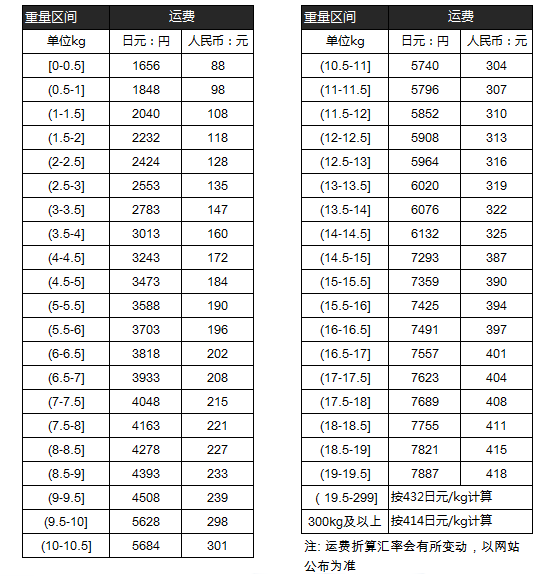 重量区间 运费
单位kg 日元：円 人民币：元
[0-0.5] 1656 88
(0.5-1] 1848 98
(1-1.5] 2040 108
(1.5-2] 2232 118
(2-2.5] 2424 128
(2.5-3] 2553 135
(3-3.5] 2783 147
(3.5-4] 3013 160
(4-4.5] 3243 172
(4.5-5] 3473 184
(5-5.5] 3588 190
(5.5-6] 3703 196
(6-6.5] 3818 202
(6.5-7] 3933 208
(7-7.5] 4048 215
(7.5-8] 4163 221
(8-8.5] 4278 227
(8.5-9] 4393 233
(9-9.5] 4508 239
(9.5-10] 5628 298
(10-10.5] 5684 301
重量区间 运费
单位kg 日元：円 人民币：元
(10.5-11] 5740 304
(11-11.5] 5796 307
(11.5-12] 5852 310
(12-12.5] 5908 313
(12.5-13] 5964 316
(13-13.5] 6020 319
(13.5-14] 6076 322
(14-14.5] 6132 325
(14.5-15] 7293 387
(15-15.5] 7359 390
(15.5-16] 7425 394
(16-16.5] 7491 397
(16.5-17] 7557 401
(17-17.5] 7623 404
(17.5-18] 7689 408
(18-18.5] 7755 411
(18.5-19] 7821 415
(19-19.5] 7887 418
( 19.5-299] 按432日元/kg计算
300kg及以上 按414日元/kg计算
注: 运费折算汇率会有所变动，以网站
公布为准